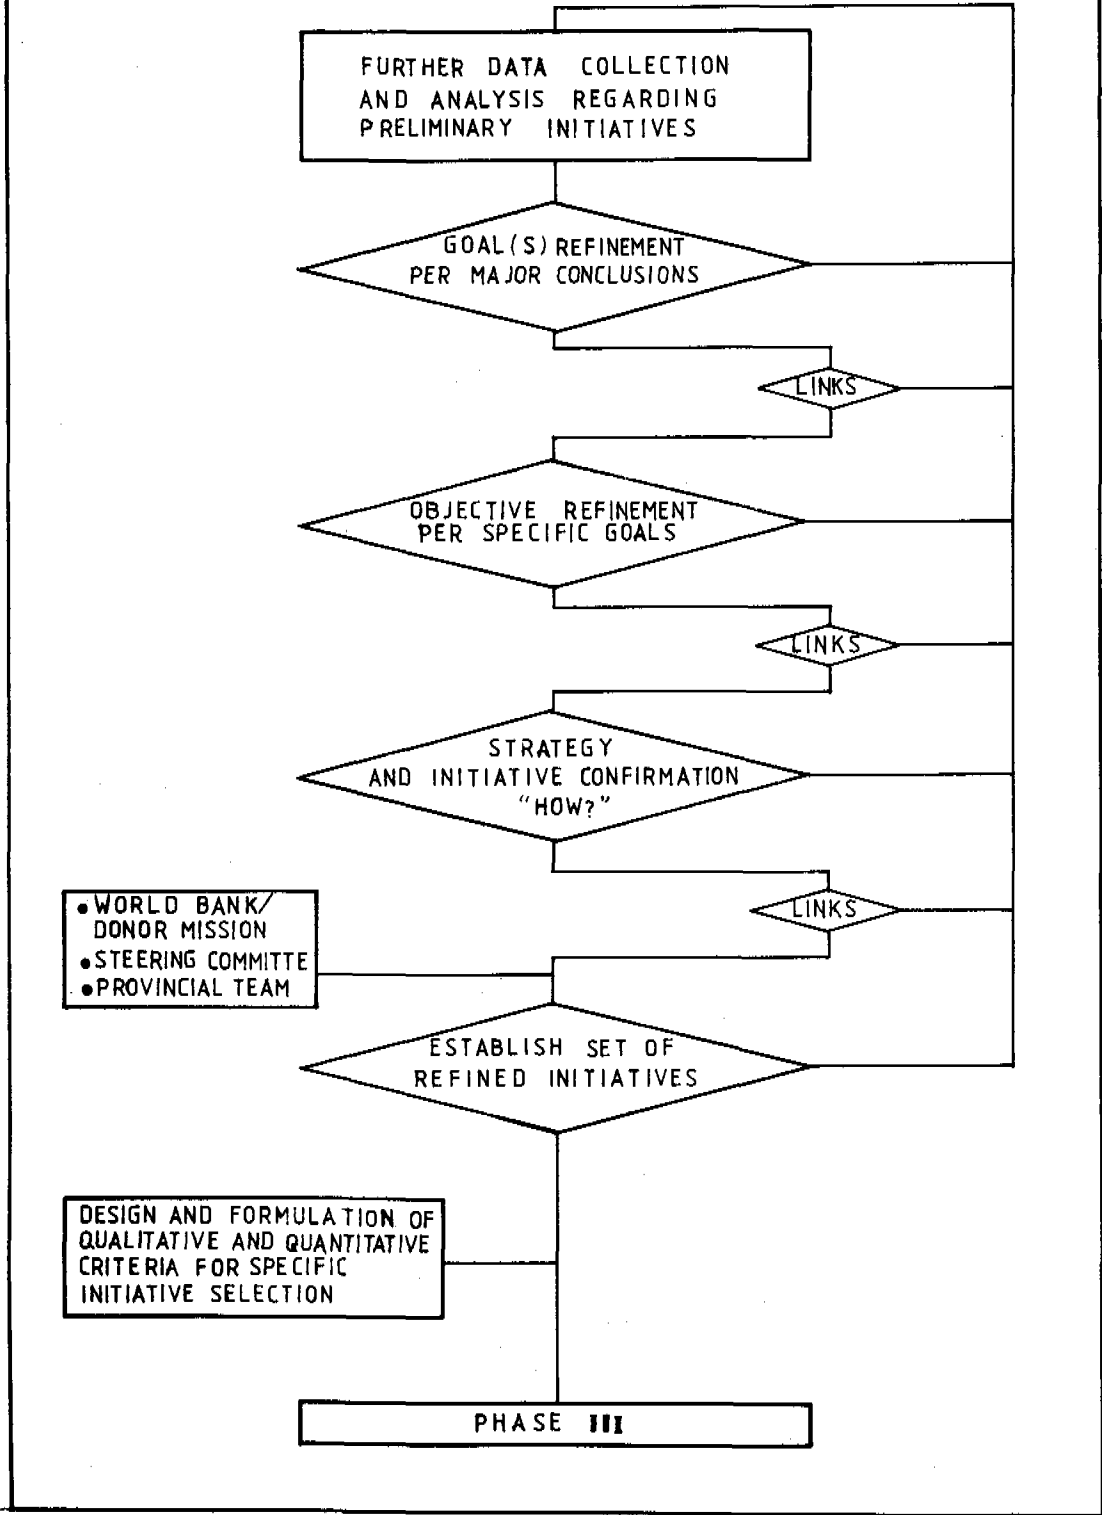 FURTHER DATA COLLECTION
AND ANALYSIS REGARDING
PRELIMINARY INITIATIVES
GOAL(S) REFINEMENT
PER MAJOR CONCLUSIONS
LINKS
OBJECTIVE REFINEMENT
PER SPECIFIC GOALS
LINKS
STRATEGY
AND INITIATIVE CONFIRMATION
"HOW?"
LINKS
• WORLD BANK/
DONOR MISSION
• STEERING COMMITTE
• PROVINCIAL TEAM
ESTABLISH SET OF
REFINED INITIATIVES
DESIGN AND FORMULATION OF
QUALITATIVE AND QUANTITATIVE
CRITERIA FOR SPECIFIC
INITIATIVE SELECTION
PHASE III